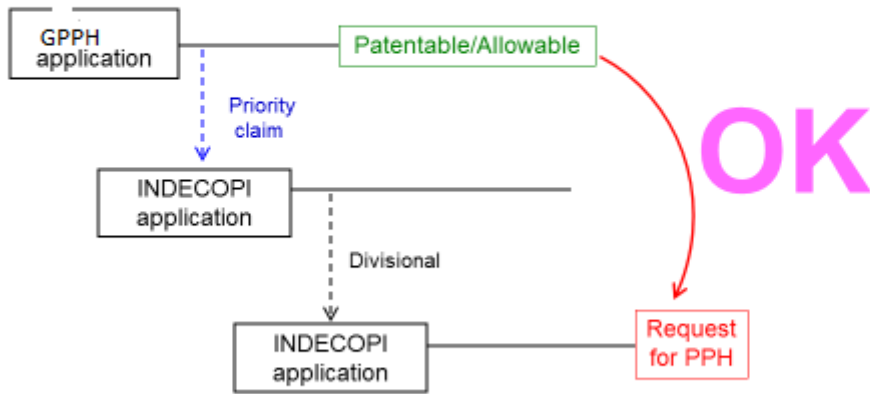 GPPH
application
Patentable/Allowable
Priority
claim
OK
INDECOPI
application
Divisional
INDECOPI
application
Request
for PPH